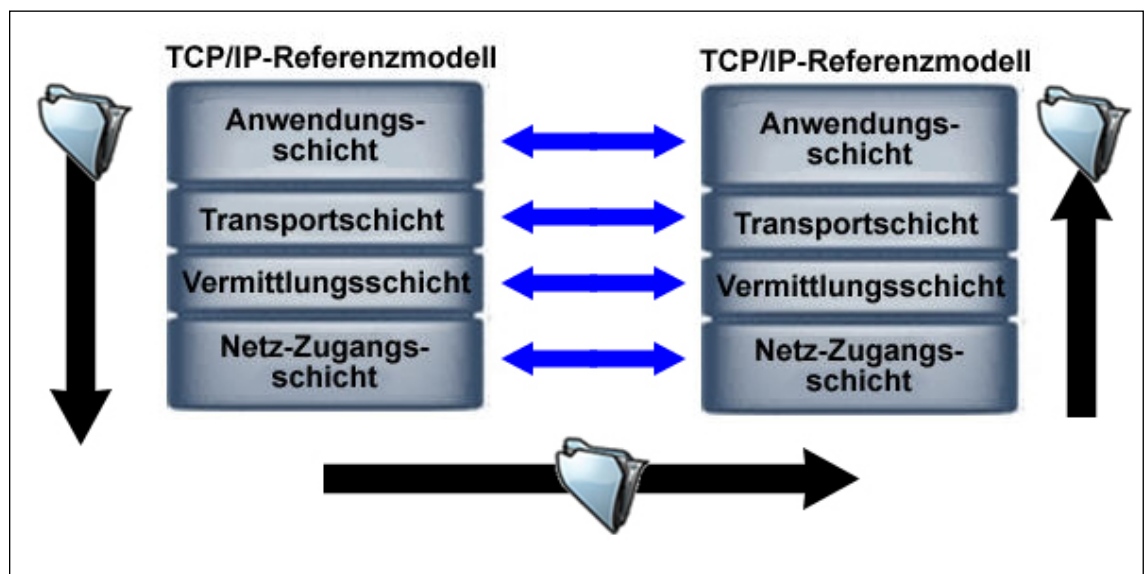 TCP/IP-Referenzmodell
Anwendungs-
schicht
Transportschicht
Vermittlungsschicht
Netz-Zugangs-
schicht
TCP/IP-Referenzmodell
Anwendungs-
schicht
Transportschicht
Vermittlungsschicht
Netz-Zugangs-
schicht